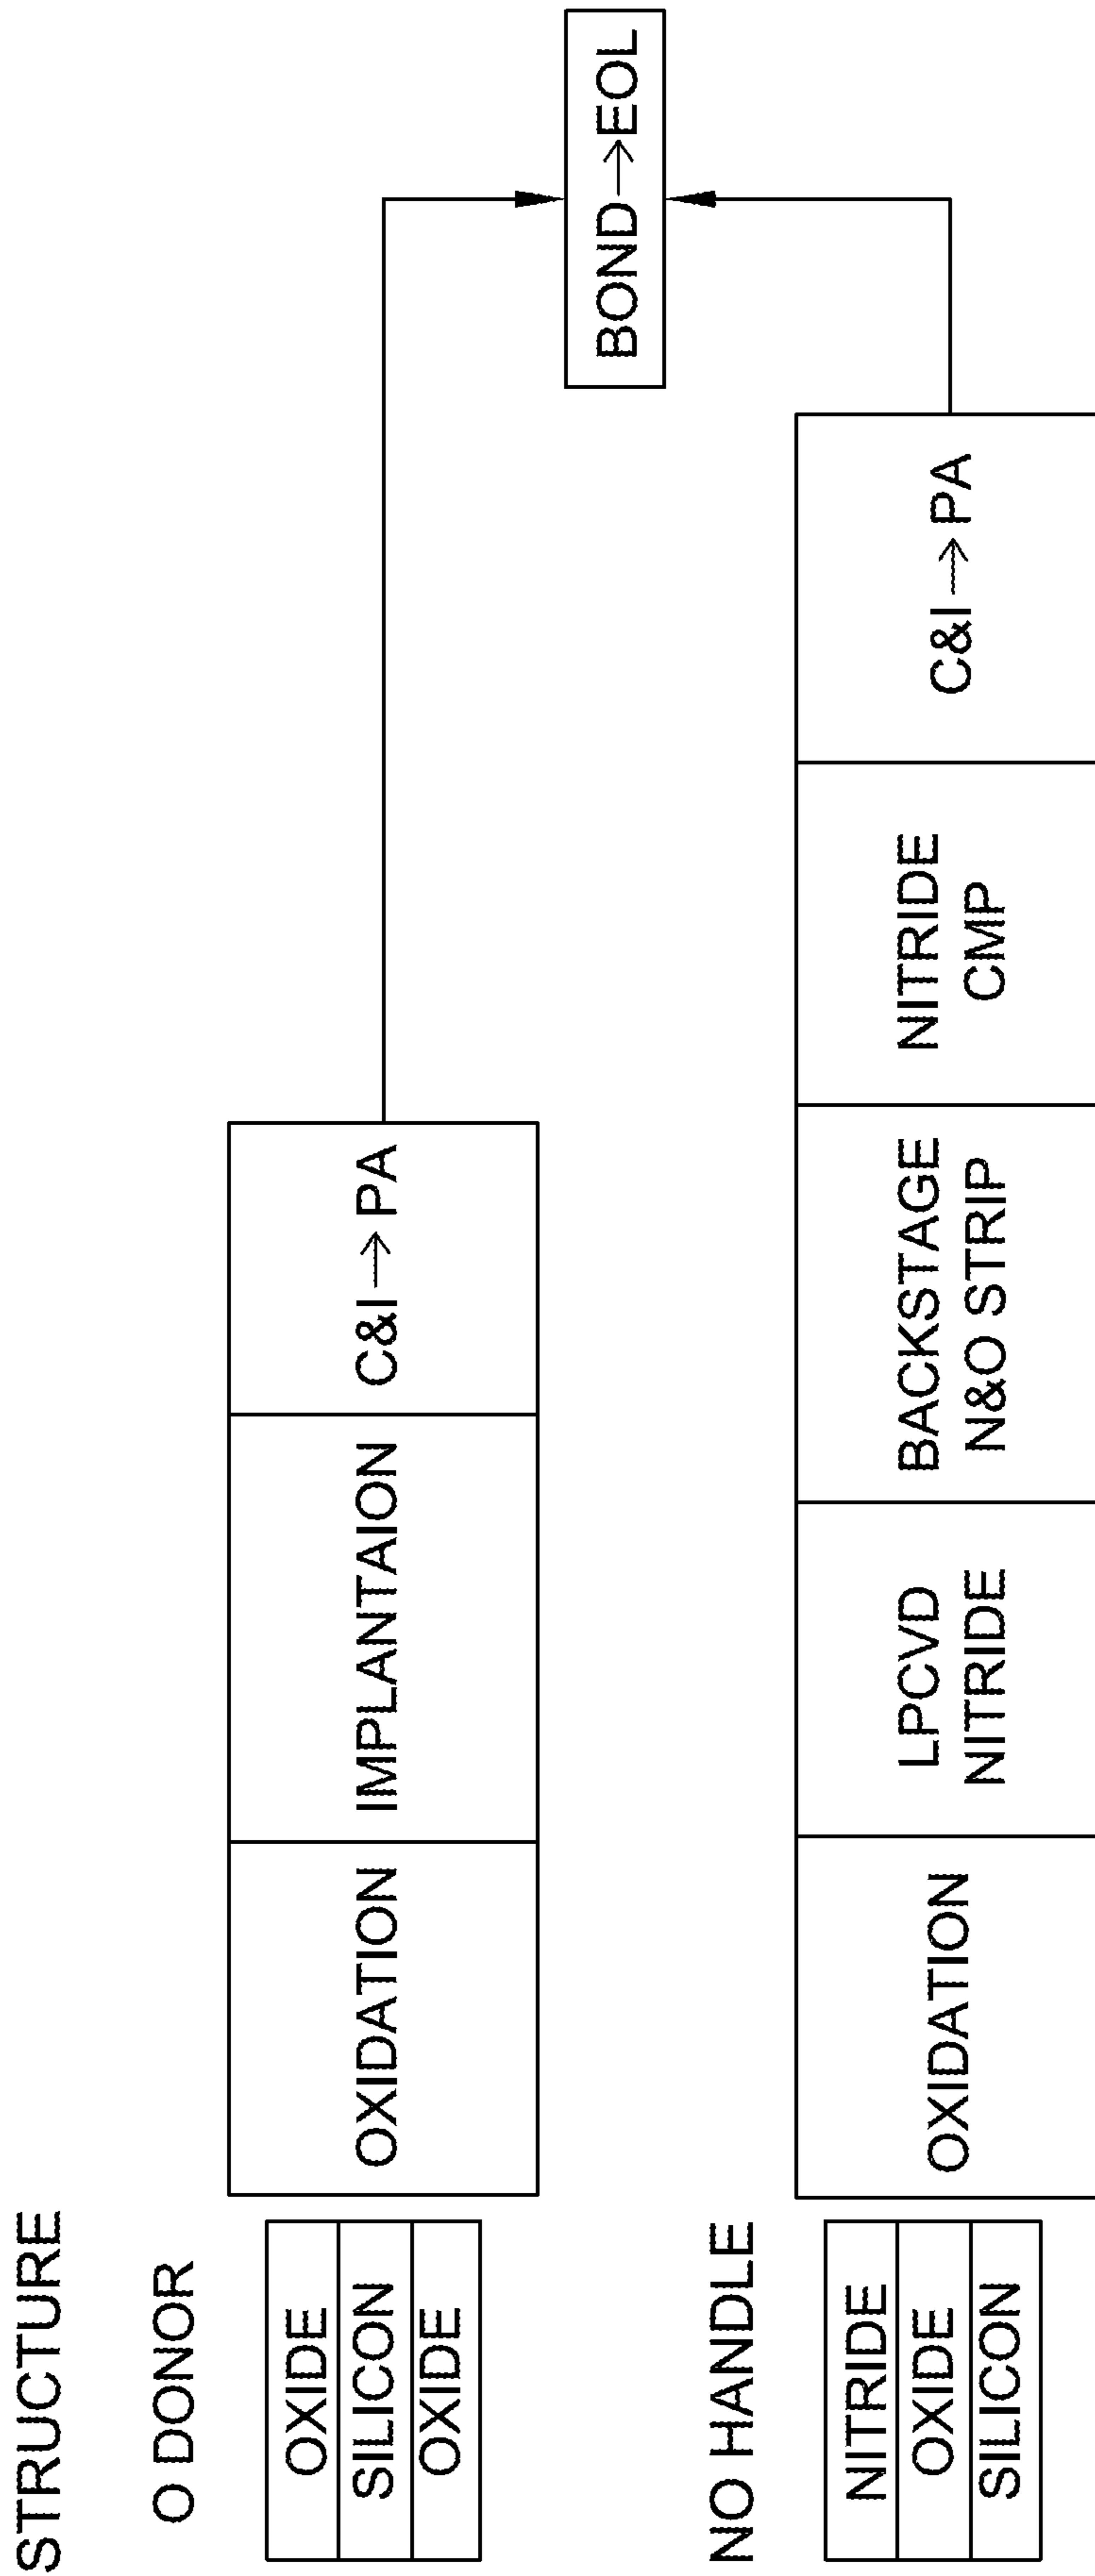 STRUCTURE
O DONOR
OXIDE
SILICON
OXIDE
OXIDATION
IMPLANTAION
C&I → PA
BOND → EOL
NO HANDLE
NITRIDE
OXIDE
SILICON
OXIDATION
LPCVD
NITRIDE
BACKSTAGE
N&O STRIP
NITRIDE
CMP
C&I → PA